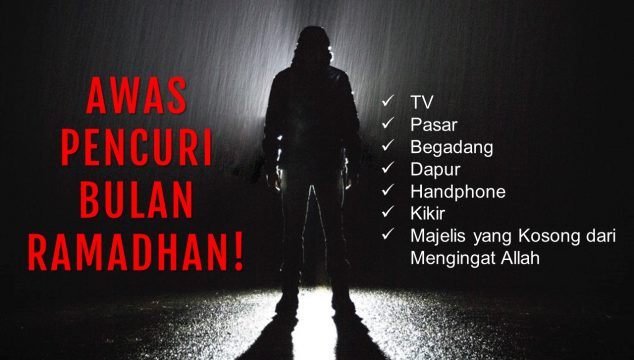 AWAS
PENCURI
BULAN
RAMADHAN!
✓ TV
✓ Pasar
✓ Begadang
✓ Dapur
✓ Handphone
✓ Kikir
✓ Majelis yang Kosong dari
Mengingat Allah